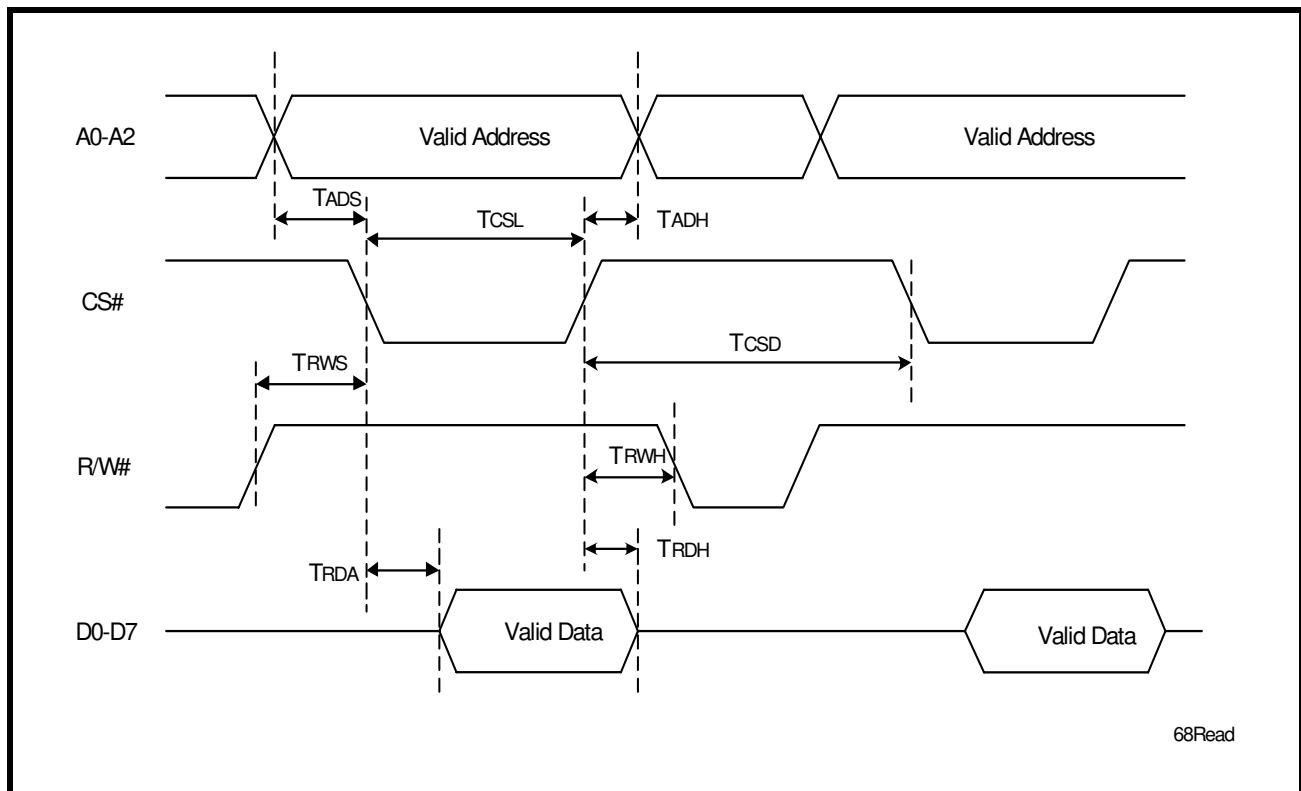 A0-A2
Valid Address
Valid Address
TADS
TCSL
TADH
CS#
TCSD
TRWS
R/W#
TRWH
TRDH
TRDA
D0-D7
Valid Data
Valid Data
68Read